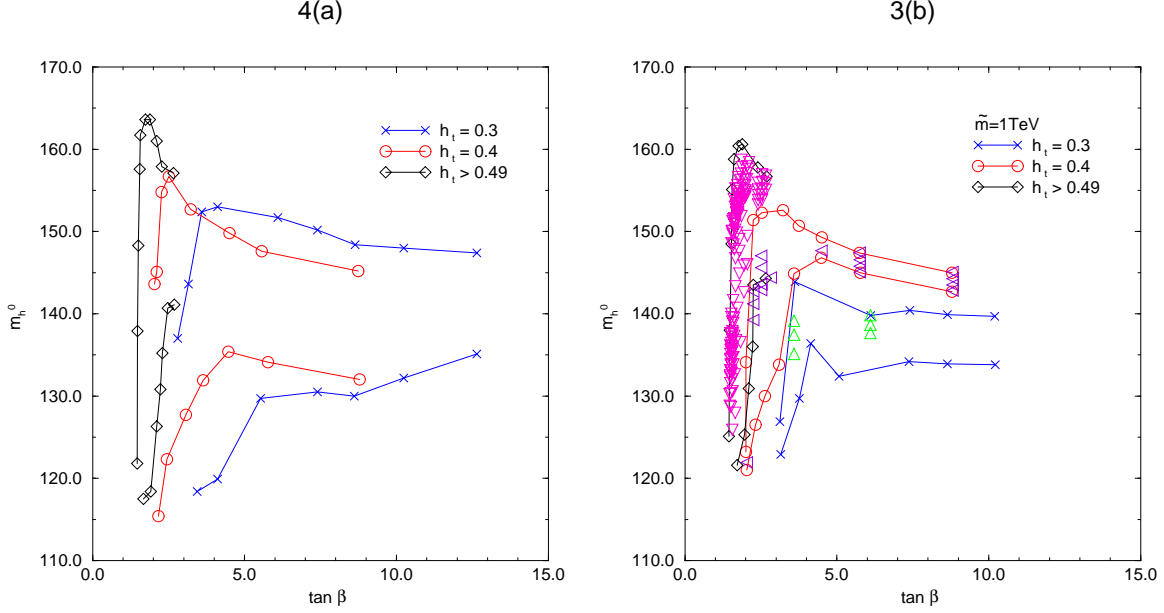 4(a)
170.0
160.0
150.0
140.0
130.0
120.0
110.0
m_h^0
h_t = 0.3
h_t = 0.4
h_t > 0.49
0.0
5.0
10.0
15.0
tan β
3(b)
170.0
160.0
150.0
140.0
130.0
120.0
110.0
m_h^0
m̃=1TeV
h_t = 0.3
h_t = 0.4
h_t > 0.49
0.0
5.0
10.0
15.0
tan β